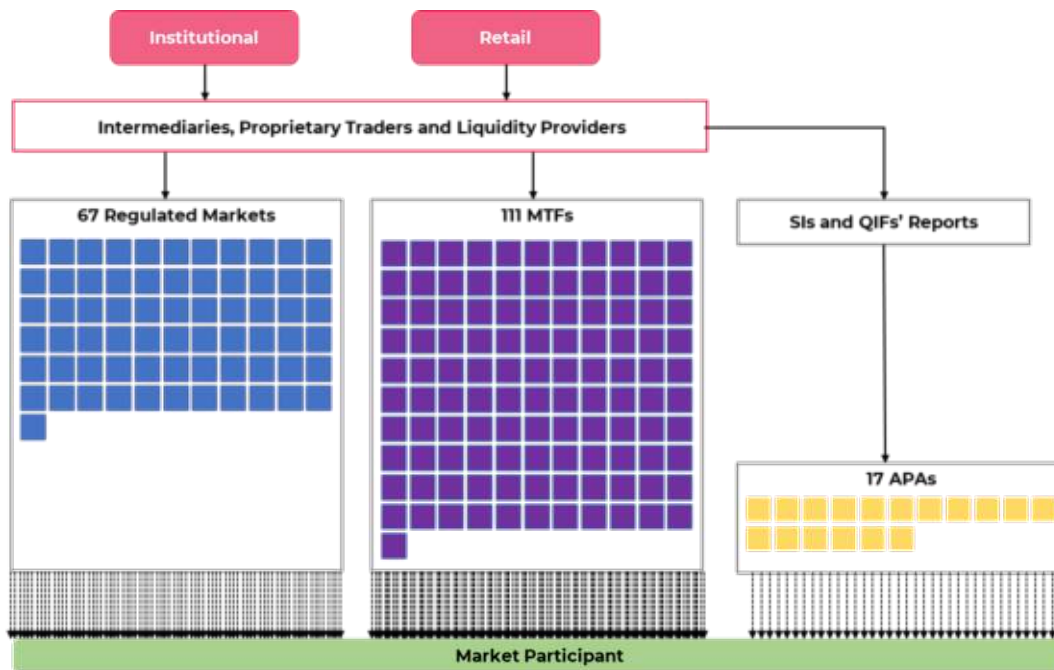 Institutional
Retail
Intermediaries, Proprietary Traders and Liquidity Providers
67 Regulated Markets
111 MTFs
SIs and QIFs’ Reports
17 APAs
Market Participant